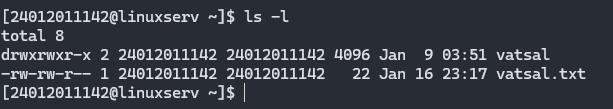 [24012011142@linuxserv ~]$ ls -l
total 8
drwxrwxr-x 2 24012011142 24012011142 4096 Jan  9 03:51 vatsal
-rw-rw-r-- 1 24012011142 24012011142   22 Jan 16 23:17 vatsal.txt
[24012011142@linuxserv ~]$